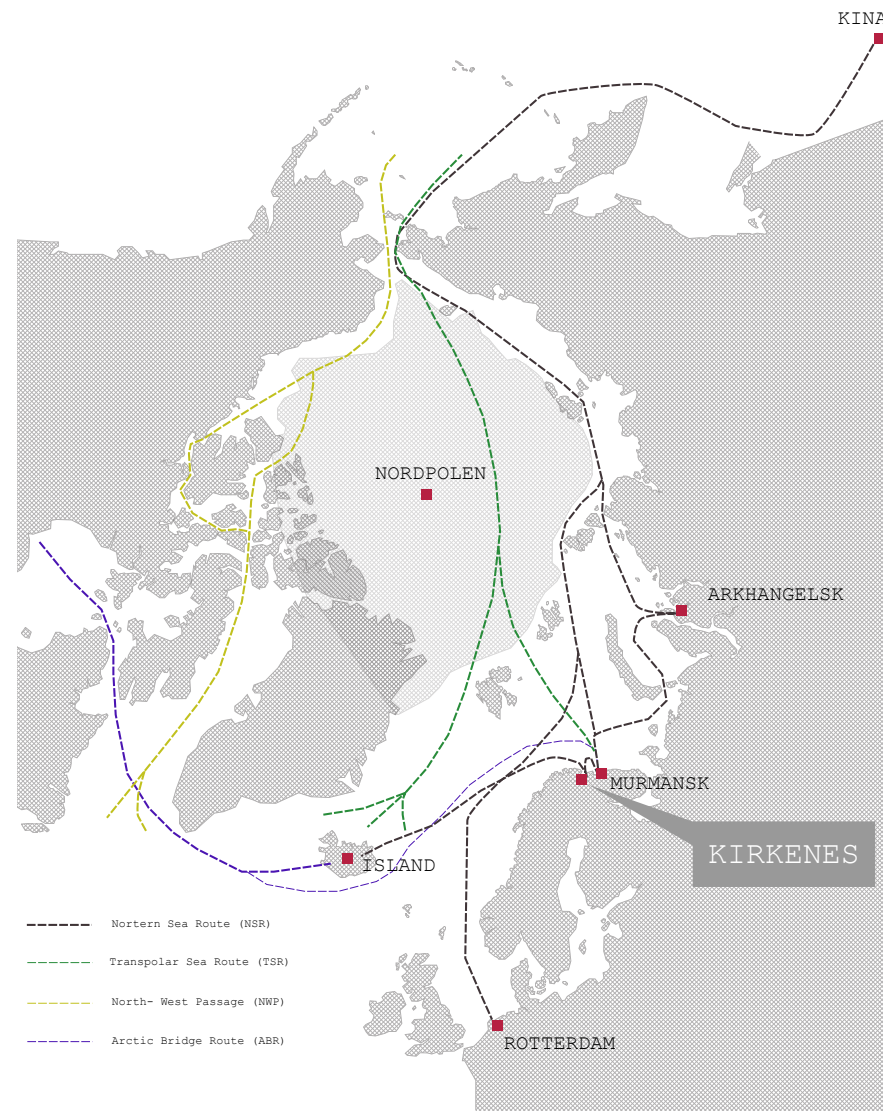 KINA
NORDPOLEN
ARKHANGELSK
MURMANSK
KIRKENES
ISLAND
Nortern Sea Route (NSR)
Transpolar Sea Route (TSR)
North- West Passage (NWP)
Arctic Bridge Route (ABR)
ROTTERDAM